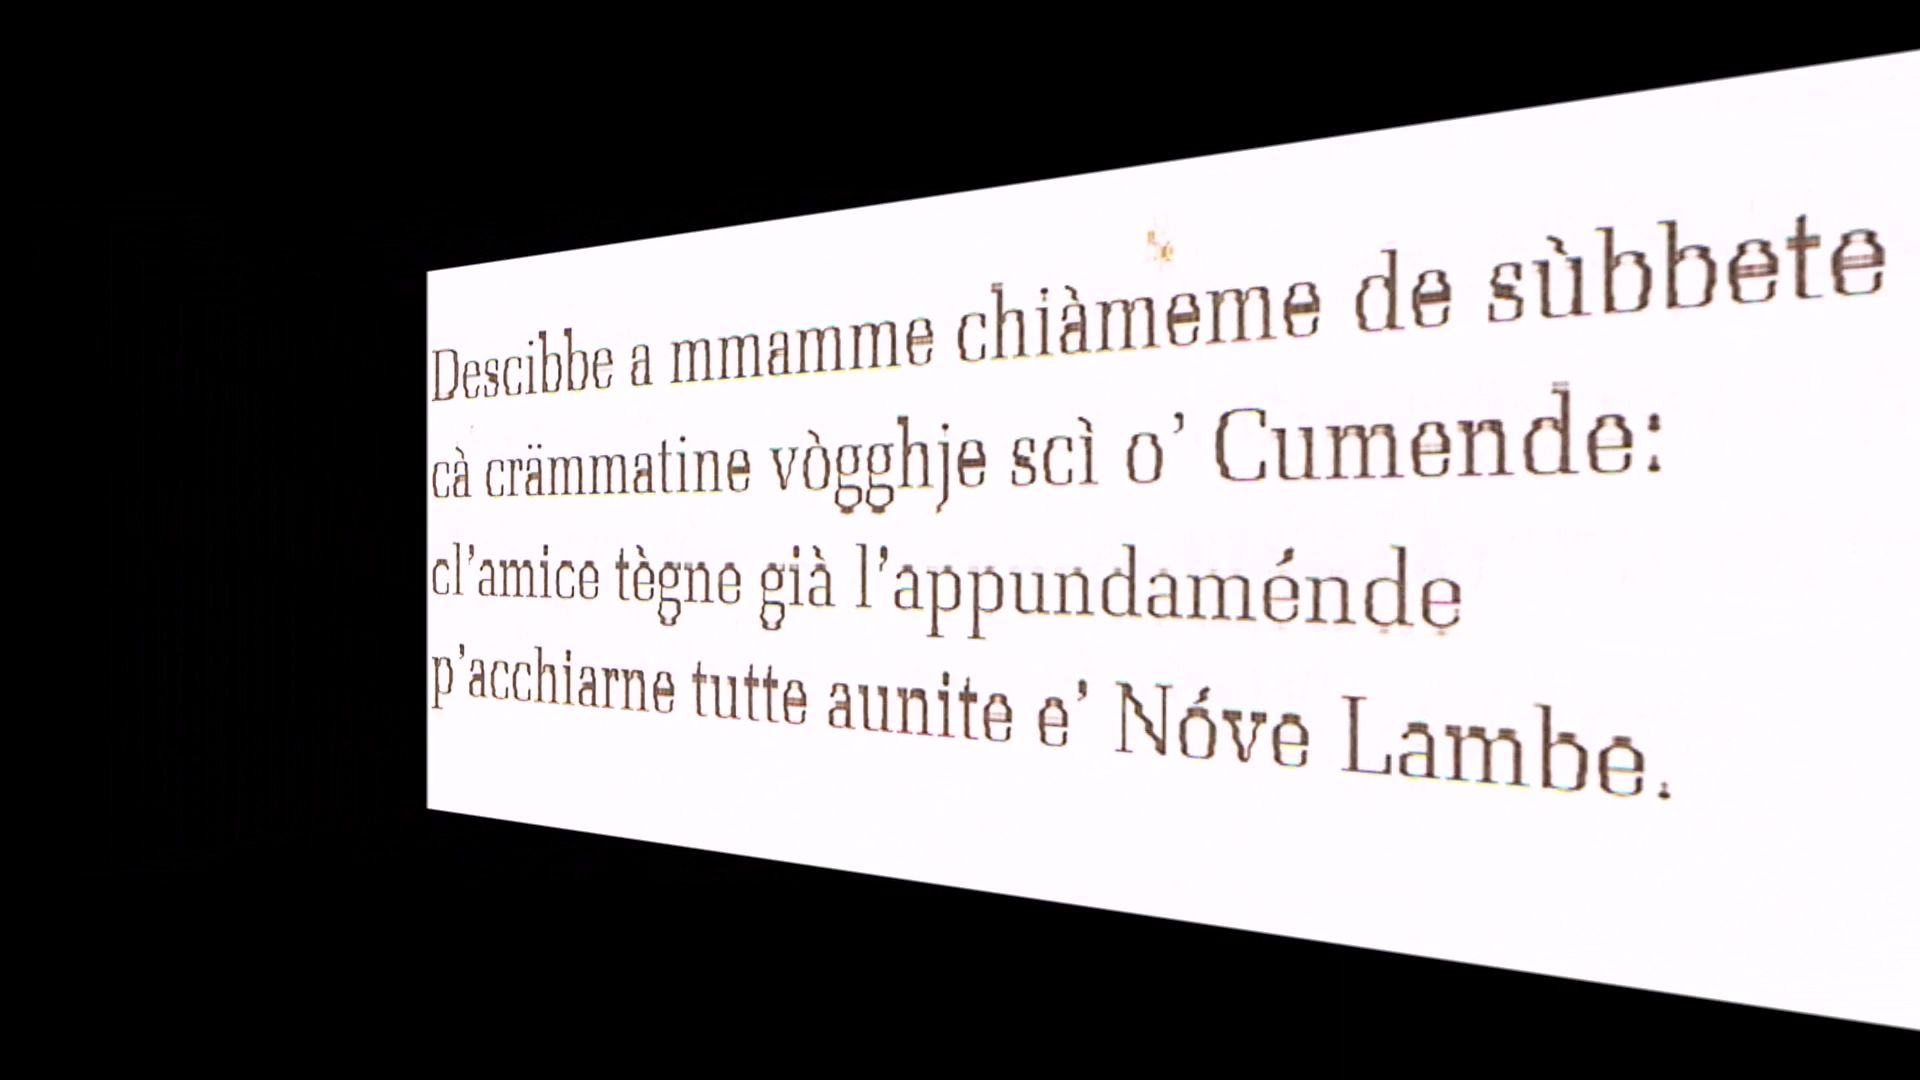 Descibbe a mmamme chiàmeme de sùbbete
cà crämmatine vògghje scì o’ Cumende:
cl’amice tègne già l’appundaménde
p’acchiarne tutte aunite e’ Nóve Lambe.